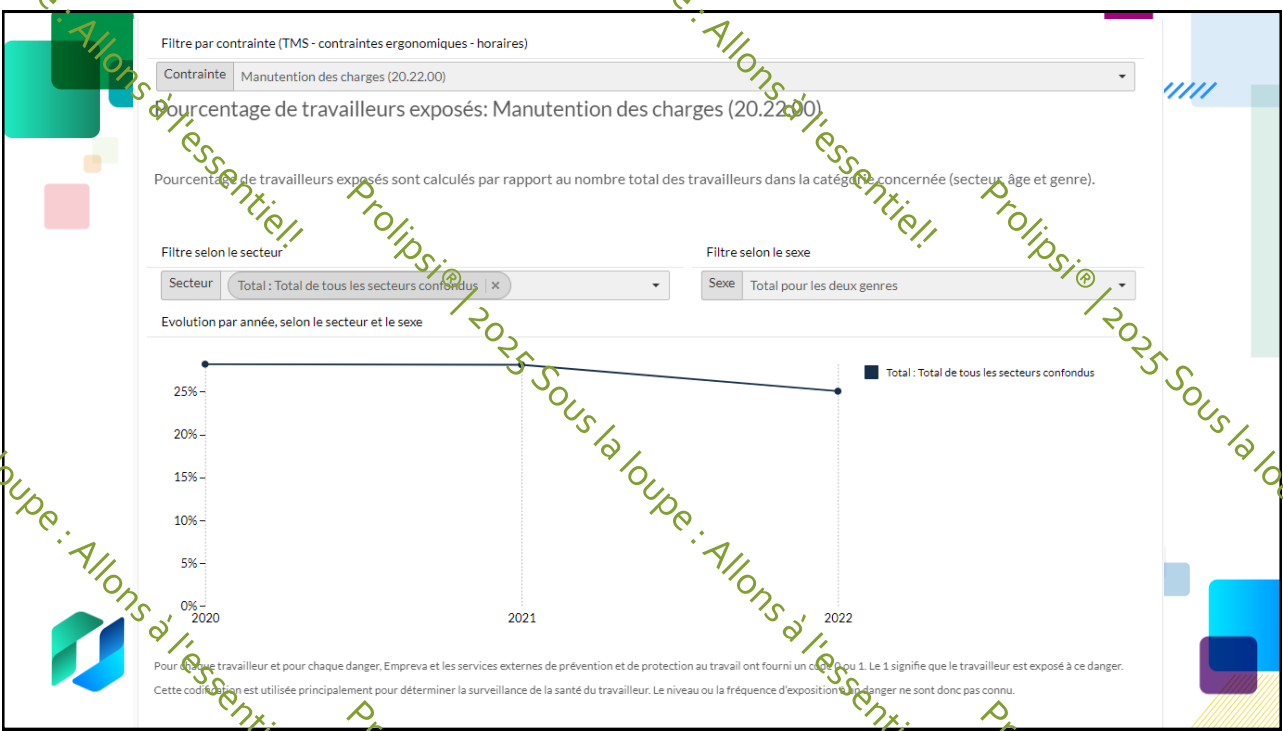 Filtre par contrainte (TMS - contraintes ergonomiques - horaires)
Contrainte Manutention des charges (20.22.00)
Pourcentage de travailleurs exposés: Manutention des charges (20.22.00)
Pourcentage de travailleurs exposés sont calculés par rapport au nombre total des travailleurs dans la catégorie concernée (secteur, âge et genre).
Filtre selon le secteur
Filtre selon le sexe
Secteur Total : Total de tous les secteurs confondus ×
Sexe Total pour les deux genres
Evolution par année, selon le secteur et le sexe
Total : Total de tous les secteurs confondus
25%
20%
15%
10%
5%
0%
2020 2021 2022
Pour chaque travailleur et pour chaque danger, Empreva et les services externes de prévention et de protection au travail ont fourni un code 0 ou 1. Le 1 signifie que le travailleur est exposé à ce danger.
Cette codification est utilisée principalement pour déterminer la surveillance de la santé du travailleur. Le niveau ou la fréquence d'exposition à un danger ne sont donc pas connu.
e : Allons à l'essentiel!
e : Allons à l'essentiel!
Prolipsi® | 2025 Sous la loupe : Allons à l'essentiel!
Prolipsi® | 2025 Sous la lo
oupe : Allons à l'essentiel!
Pr
Pr